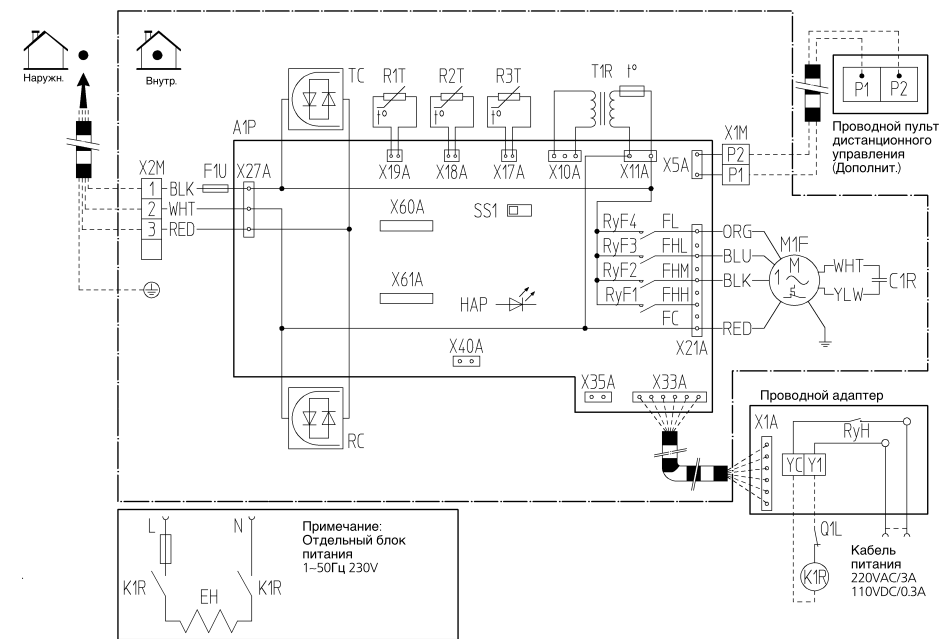 Наружн.
Внутр.
TC
R1T
R2T
R3T
T1R
t°
t°
t°
t°
P1
P2
Проводной пульт
дистанционного
управления
(Дополнит.)
A1P
X1M
X19A
X18A
X17A
X10A
X11A
X5A
P2
P1
X2M
F1U
X27A
1
BLK
2
WHT
3
RED
X60A
SS1
RyF4
FL
ORG
RyF3
FHL
BLU
M1F
RyF2
FHM
BLK
M
1
WHT
C1R
YLW
X61A
RyF1
FHH
HAP
FC
RED
X21A
X40A
X35A
X33A
RC
Проводной адаптер
X1A
RyH
YC
Y1
Q1L
K1R
Кабель
питания
220VAC/3A
110VDC/0.3A
L
N
K1R
K1R
EH
Примечание:
Отдельный блок
питания
1~50Гц 230V